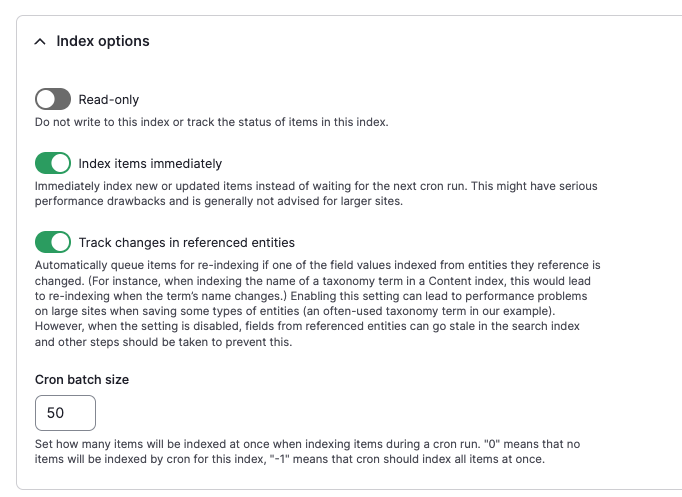 Index options
Read-only
Do not write to this index or track the status of items in this index.
Index items immediately
Immediately index new or updated items instead of waiting for the next cron run. This might have serious
performance drawbacks and is generally not advised for larger sites.
Track changes in referenced entities
Automatically queue items for re-indexing if one of the field values indexed from entities they reference is
changed. (For instance, when indexing the name of a taxonomy term in a Content index, this would lead
to re-indexing when the term's name changes.) Enabling this setting can lead to performance problems
on large sites when saving some types of entities (an often-used taxonomy term in our example).
However, when the setting is disabled, fields from referenced entities can go stale in the search index
and other steps should be taken to prevent this.
Cron batch size
50
Set how many items will be indexed at once when indexing items during a cron run. "0" means that no
items will be indexed by cron for this index, "-1" means that cron should index all items at once.